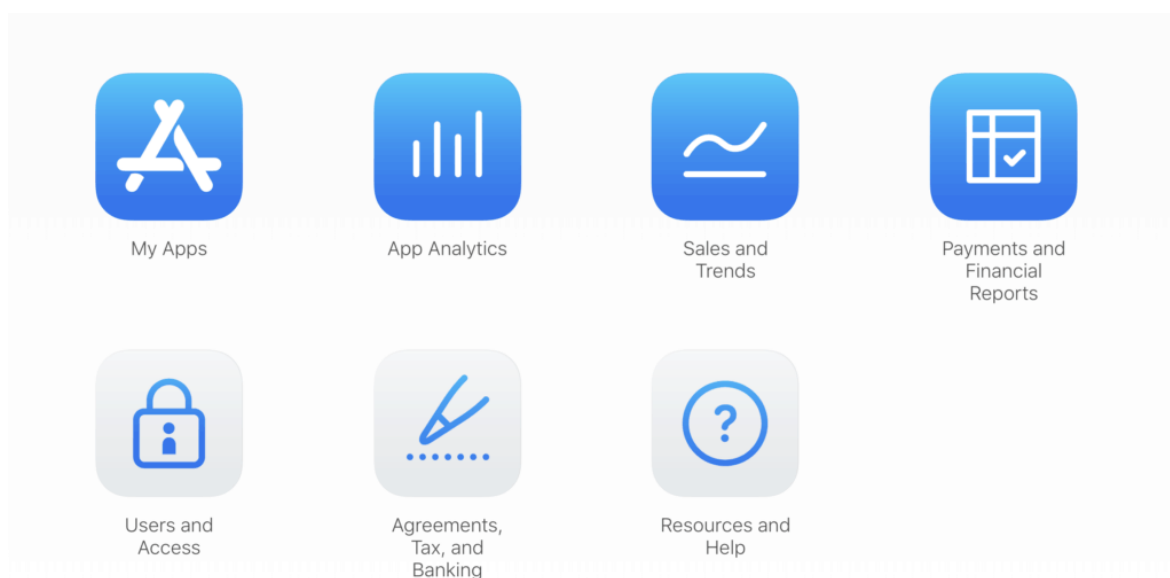 My Apps
App Analytics
Sales and
Trends
Payments and
Financial
Reports
?
Users and
Access
Agreements,
Tax, and
Banking
Resources and
Help